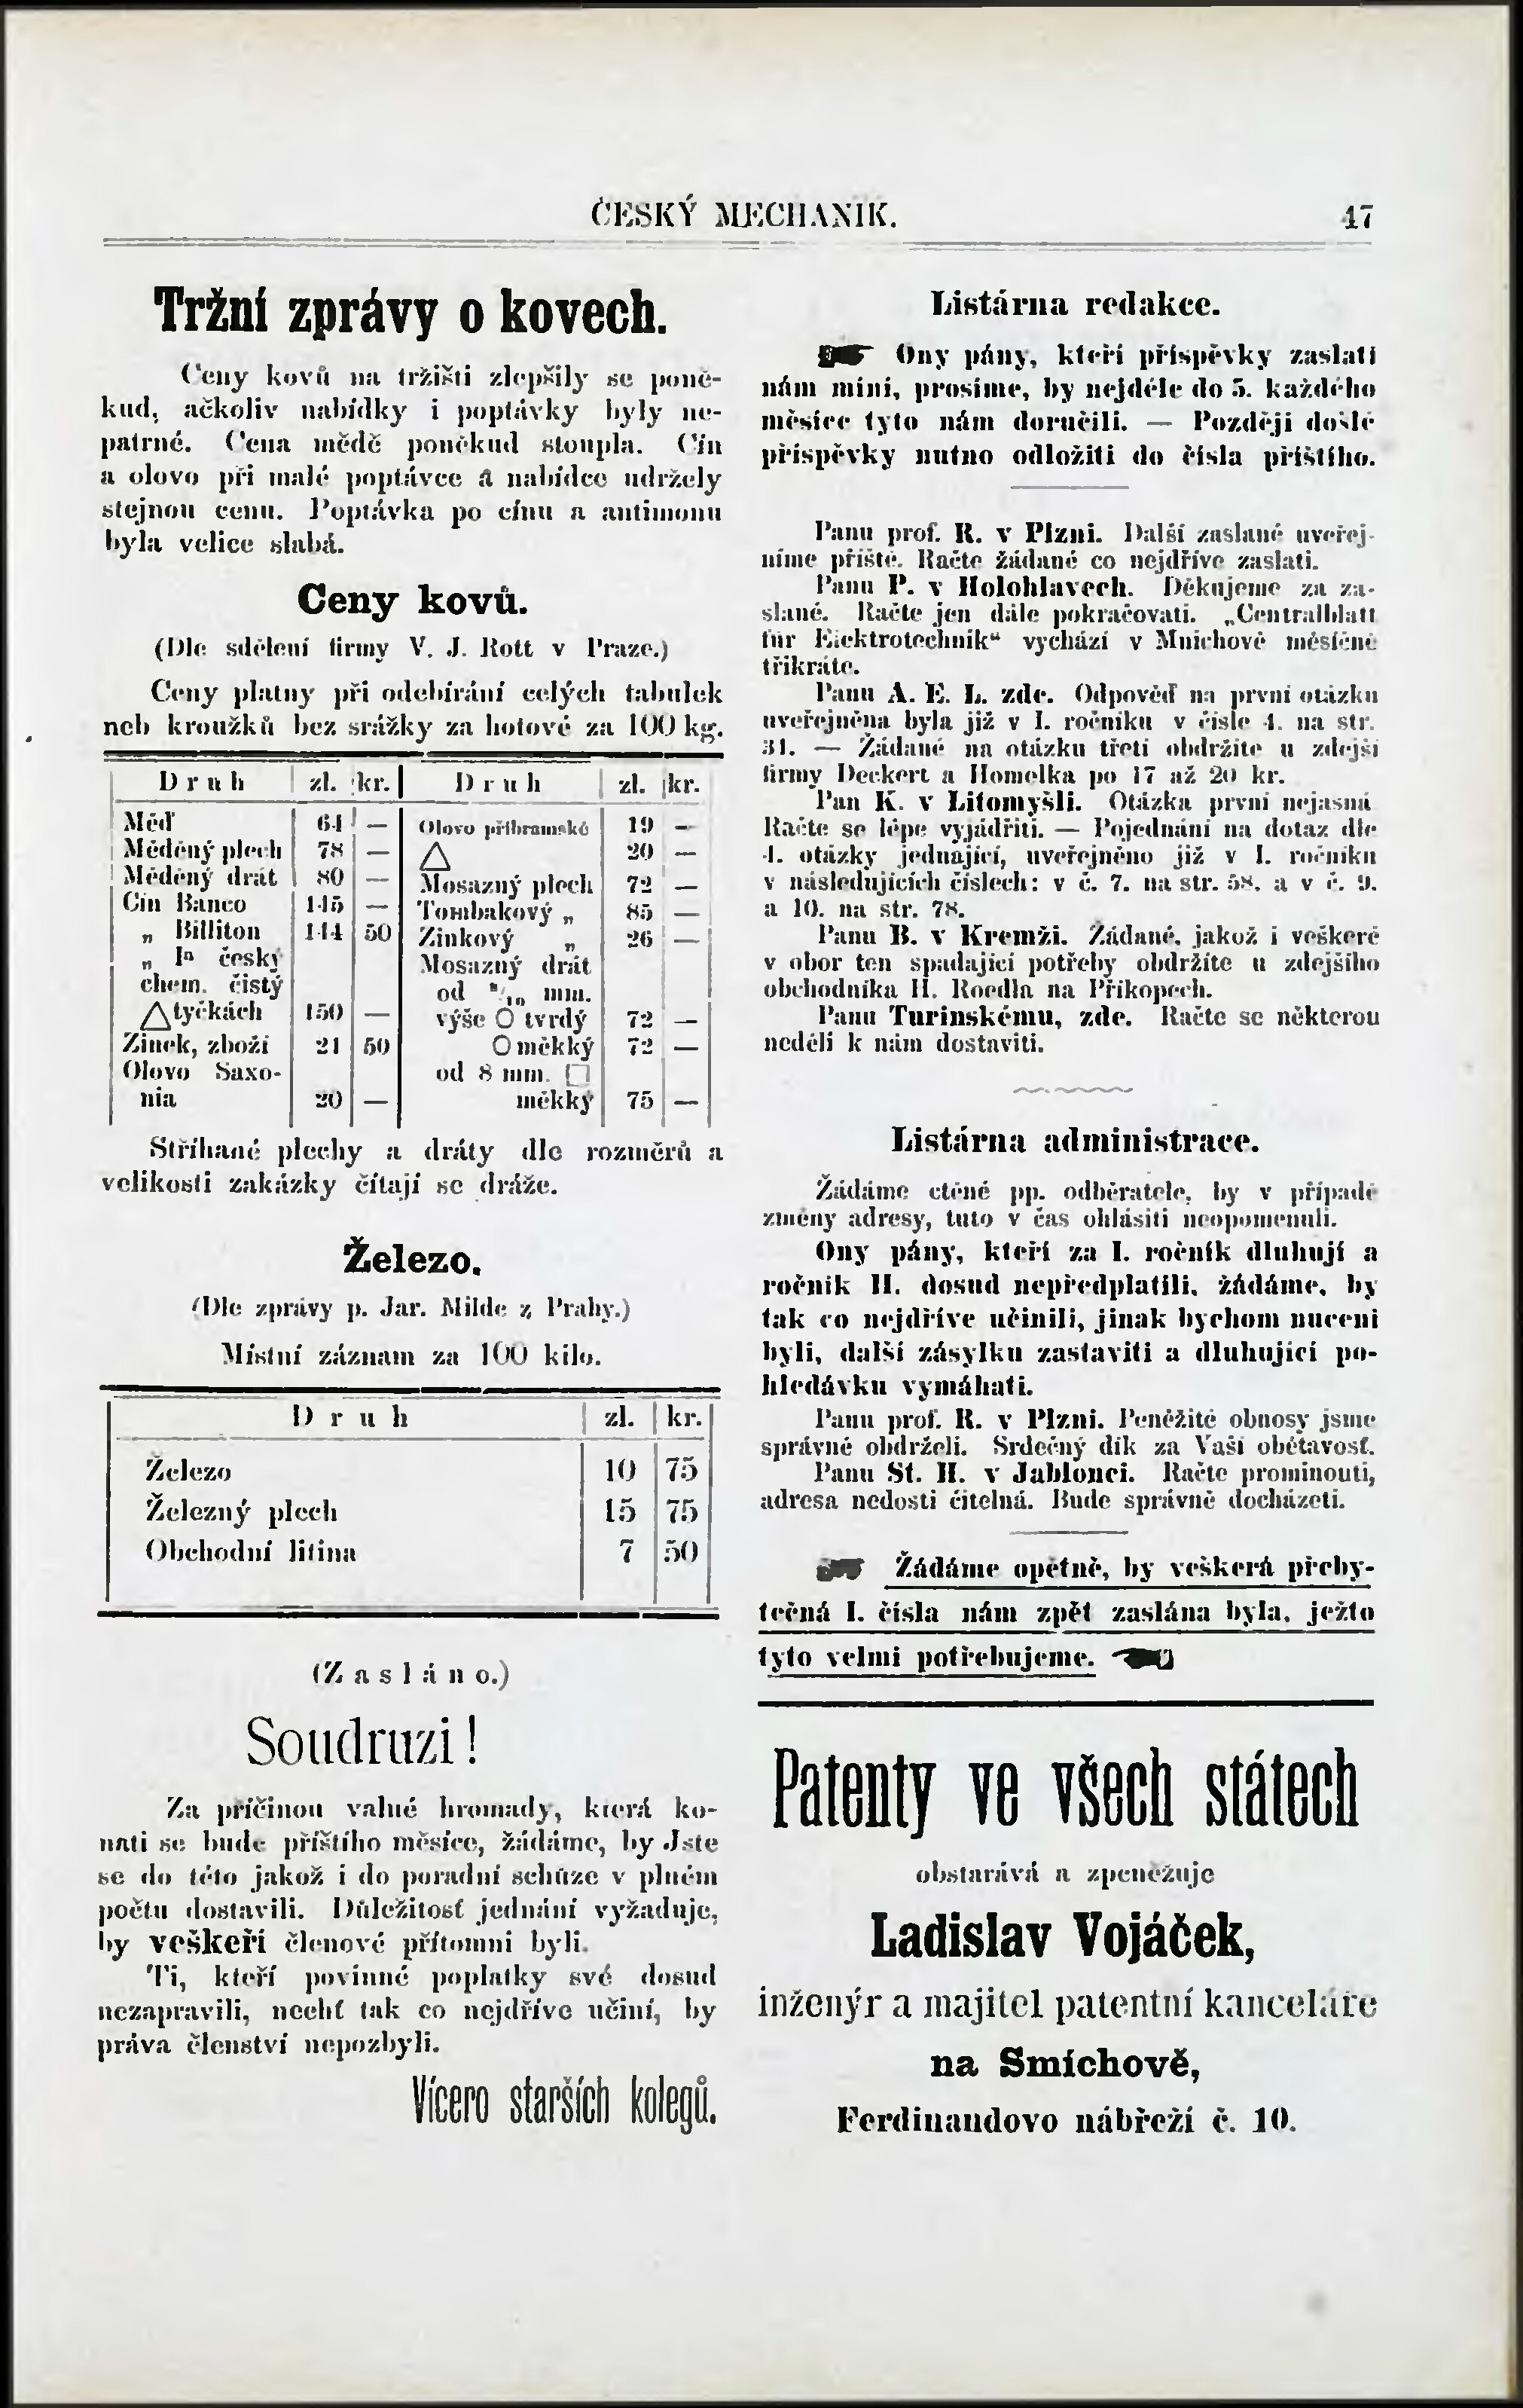 ČESKÝ MECHANIK.
47
Tržní zprávy o kovech.
Ceny kovů na tržišti zlepšily se poně-
kud, ačkoliv nabídky i poptávky byly ne-
patrné. Cena mědě poněkud stoupla. Cín
a olovo při malé poptávce a nabídce udržely
stejnou cenu. Poptávka po cínu a antimonu
byla velice slabá.
Ceny kovů.
(Dle sdělení firmy V. J. Rott v Praze.)
Ceny platny při odebírání celých tabulek
neb kroužků bez srážky za hotové za 100 kg.
Druh zl. kr. Druh zl. kr.
Měď 64 — Olovo příbramské 19 —
Měděný plech 78 — △ 20 —
Měděný drát 80 — Mosazný plech 72 —
Cín Banco 145 — Tombakový „ 85 —
„ Billiton 144 50 Zinkový „ 26 —
„ Iª český Mosazný drát
chem. čistý od ⁸/₁₀ mm.
△ tyčkách 150 — výše O tvrdý 72 —
Zinek, zboží 21 50 O měkký 72 —
Olovo Saxo- od 8 mm. □
nia 20 — měkký 75 —
Stříhané plechy a dráty dle rozměrů a
velikosti zakázky čítají se dráže.
Železo.
(Dle zprávy p. Jar. Milde z Prahy.)
Místní záznam za 100 kilo.
Druh zl. kr.
Železo 10 75
Železný plech 15 75
Obchodní litina 7 50
(Zasláno.)
Soudruzi!
Za příčinou valné hromady, která ko-
nati se bude příštího měsíce, žádáme, by Jste
se do této jakož i do poradní schůze v plném
počtu dostavili. Důležitosť jednání vyžaduje,
by veškeří členové přítomni byli.
Ti, kteří povinné poplatky své dosud
nezapravili, nechť tak co nejdříve učiní, by
práva členství nepozbyli.
Vícero starších kolegů.
Listárna redakce.
☛ Ony pány, kteří příspěvky zaslati
nám míní, prosíme, by nejdéle do 5. každého
měsíce tyto nám doručili. — Později došlé
příspěvky nutno odložiti do čísla příštího.
Panu prof. R. v Plzni. Další zaslané uveřej-
níme příště. Račte žádané co nejdříve zaslati.
Panu P. v Holohlavech. Děkujeme za za-
slané. Račte jen dále pokračovati. „Centralblatt
für Elektrotechnik“ vychází v Mnichově měsíčně
třikráte.
Panu A. E. L. zde. Odpověď na první otázku
uveřejněna byla již v I. ročníku v čísle 4. na str.
31. — Žádané na otázku třetí obdržíte u zdejší
firmy Deckert a Homolka po 17 až 20 kr.
Pan K. v Litomyšli. Otázka první nejasná
Račte se lépe vyjádřiti. — Pojednání na dotaz dle
4. otázky jednající, uveřejněno již v I. ročníku
v následujících číslech: v č. 7. na str. 58. a v č. 9.
a 10. na str. 78.
Panu B. v Kremži. Žádané, jakož i veškeré
v obor ten spadající potřeby obdržíte u zdejšího
obchodníka H. Roedla na Příkopech.
Panu Turinskému, zde. Račte se některou
neděli k nám dostaviti.
Listárna administrace.
Žádáme ctěné pp. odběratele, by v případě
změny adresy, tuto v čas ohlásiti neopomenuli.
Ony pány, kteří za I. ročník dluhují a
ročník II. dosud nepředplatili, žádáme, by
tak co nejdříve učinili, jinak bychom nuceni
byli, další zásylku zastaviti a dluhující po-
hledávku vymáhati.
Panu prof. R. v Plzni. Peněžité obnosy jsme
správně obdrželi. Srdečný dík za Vaši obětavosť.
Panu St. H. v Jablonci. Račte prominouti,
adresa nedosti čitelná. Bude správně docházeti.
☛ Žádáme opětně, by veškerá přeby-
tečná I. čísla nám zpět zaslána byla, ježto
tyto velmi potřebujeme. ☚
Patenty ve všech státech
obstarává a zpeněžuje
Ladislav Vojáček,
inženýr a majitel patentní kanceláře
na Smíchově,
Ferdinandovo nábřeží č. 10.